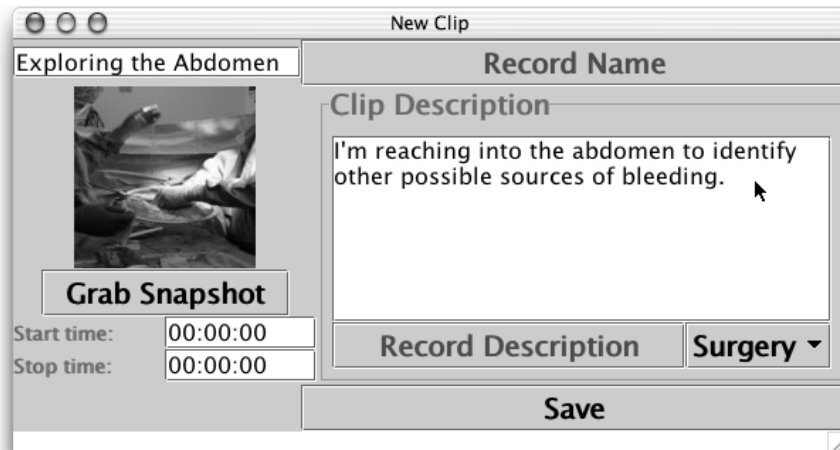 New Clip
Exploring the Abdomen
Record Name
Clip Description
I'm reaching into the abdomen to identify
other possible sources of bleeding.
Grab Snapshot
Start time: 00:00:00
Stop time: 00:00:00
Record Description
Surgery
Save